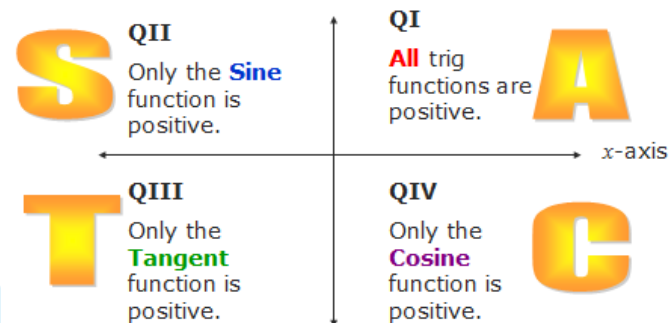 S
QII
Only the Sine
function is
positive.
QI
All trig
functions are
positive.
A
x-axis
T
QIII
Only the
Tangent
function is
positive.
QIV
Only the
Cosine
function is
positive.
C